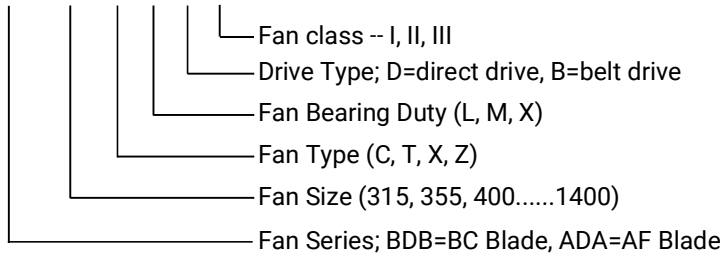 Fan class -- I, II, III
Drive Type; D=direct drive, B=belt drive
Fan Bearing Duty (L, M, X)
Fan Type (C, T, X, Z)
Fan Size (315, 355, 400......1400)
Fan Series; BDB=BC Blade, ADA=AF Blade